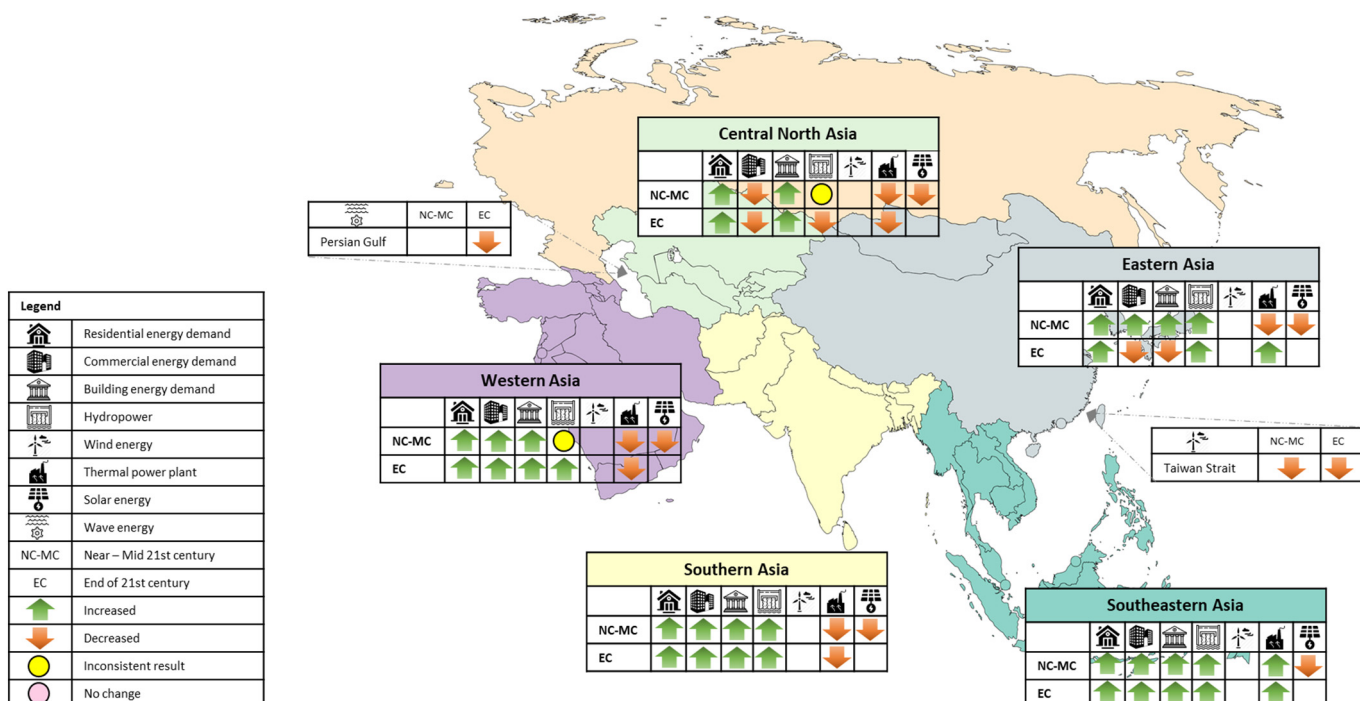 Central North Asia
NC-MC
EC
NC-MC EC
Persian Gulf
Eastern Asia
NC-MC
EC
Legend
Residential energy demand
Commercial energy demand
Building energy demand
Hydropower
Wind energy
Thermal power plant
Solar energy
Wave energy
NC-MC Near – Mid 21st century
EC End of 21st century
Increased
Decreased
Inconsistent result
No change
Western Asia
NC-MC
EC
NC-MC EC
Taiwan Strait
Southern Asia
NC-MC
EC
Southeastern Asia
NC-MC
EC